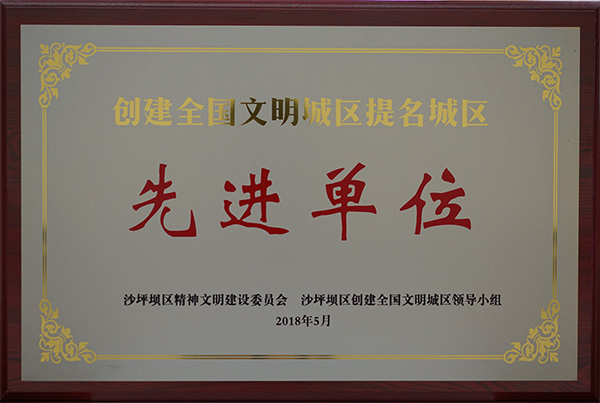 创建全国文明城区提名城区
先进单位
沙坪坝区精神文明建设委员会 沙坪坝区创建全国文明城区领导小组
2018年5月